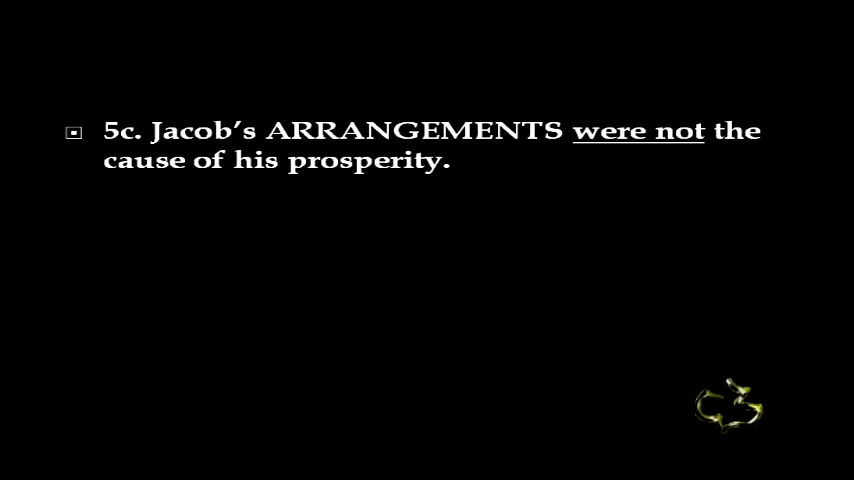 5c. Jacob's ARRANGEMENTS were not the
cause of his prosperity.